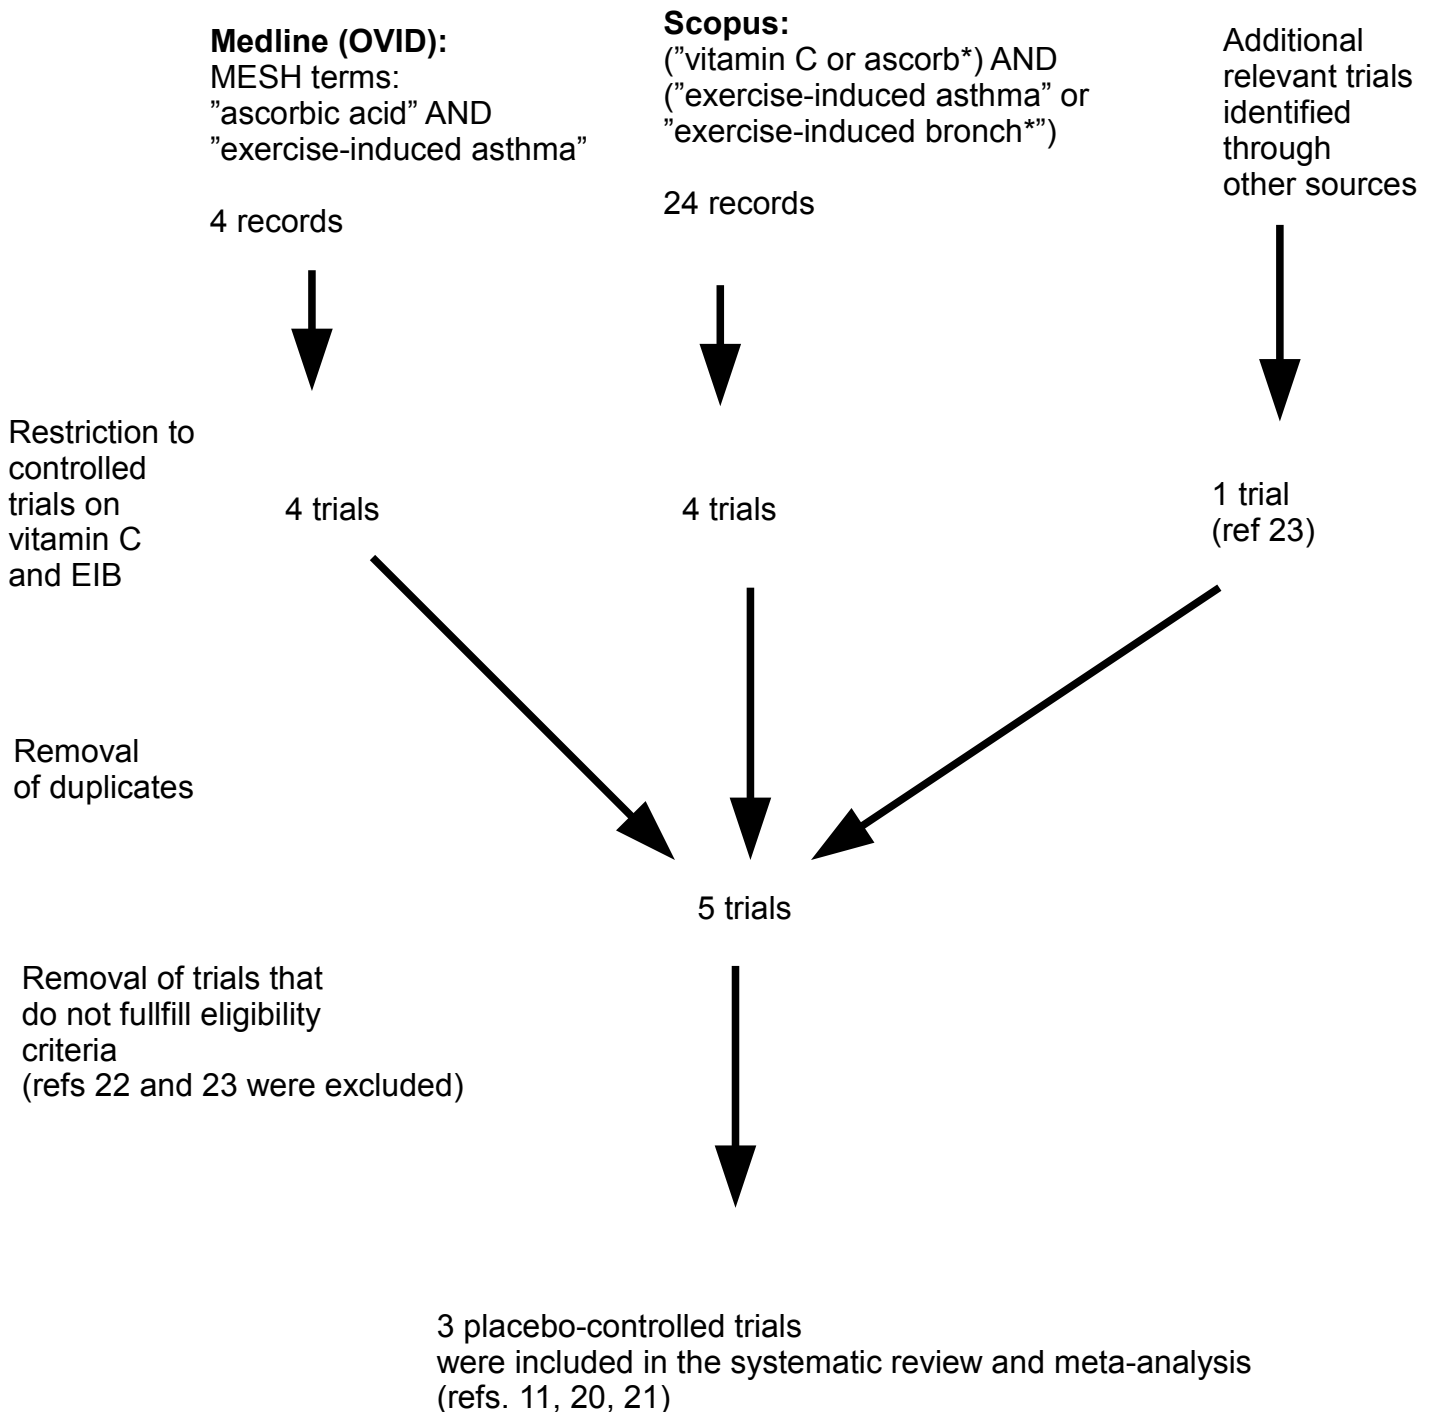 Medline (OVID):
MESH terms:
”ascorbic acid” AND
”exercise-induced asthma”
4 records
Scopus:
(”vitamin C or ascorb*) AND
(”exercise-induced asthma” or
”exercise-induced bronch*”)
24 records
Additional
relevant trials
identified
through
other sources
Restriction to
controlled
trials on
vitamin C
and EIB
4 trials
4 trials
1 trial
(ref 23)
Removal
of duplicates
5 trials
Removal of trials that
do not fullfill eligibility
criteria
(refs 22 and 23 were excluded)
3 placebo-controlled trials
were included in the systematic review and meta-analysis
(refs. 11, 20, 21)